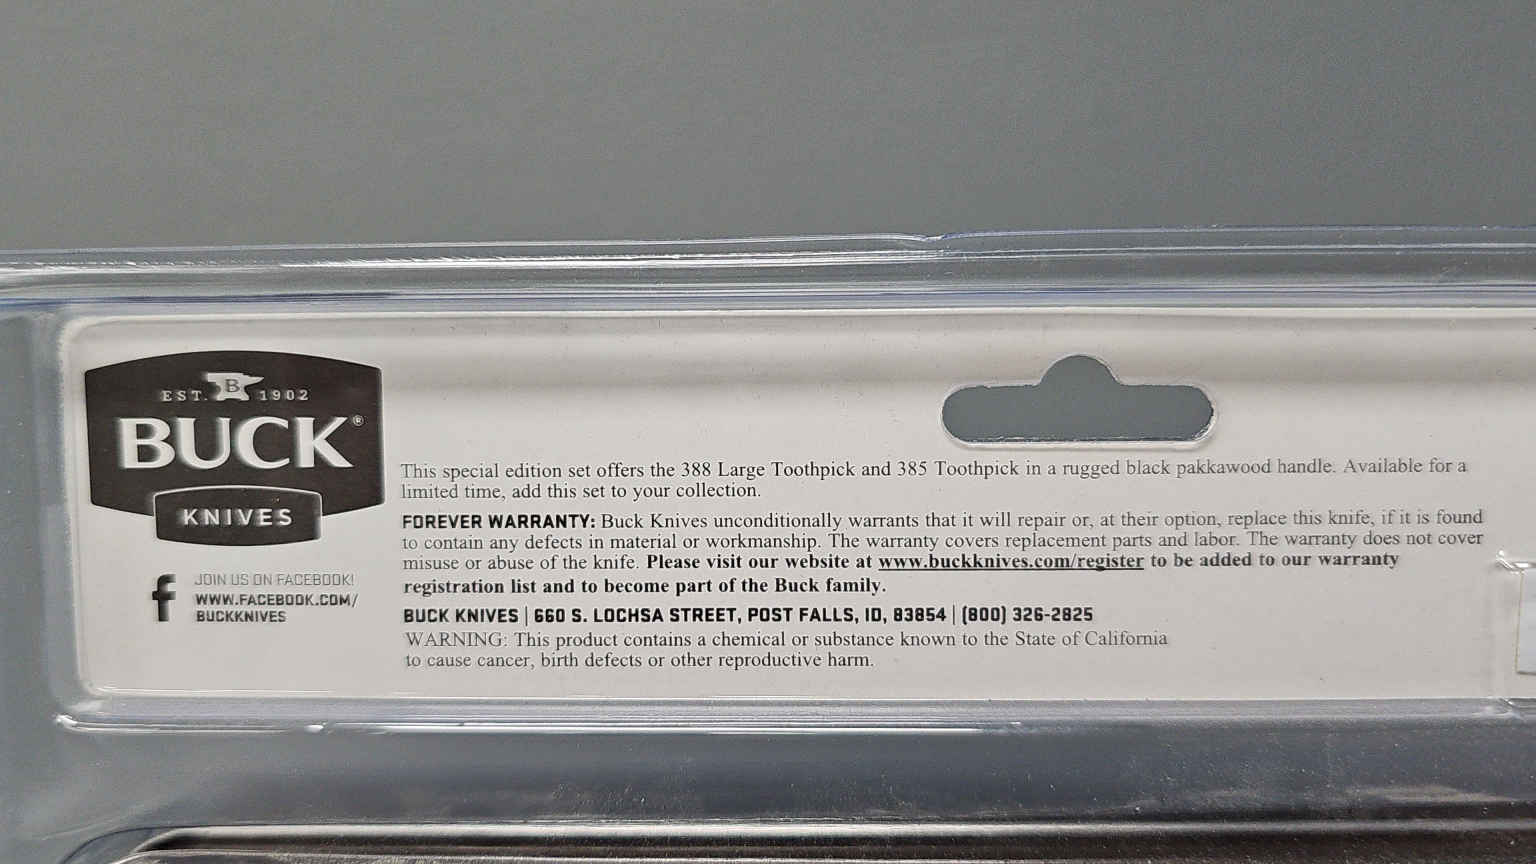 EST. B 1902
BUCK®
KNIVES
JOIN US ON FACEBOOK!
WWW.FACEBOOK.COM/
BUCKKNIVES
This special edition set offers the 388 Large Toothpick and 385 Toothpick in a rugged black pakkawood handle. Available for a
limited time, add this set to your collection.
FOREVER WARRANTY: Buck Knives unconditionally warrants that it will repair or, at their option, replace this knife, if it is found
to contain any defects in material or workmanship. The warranty covers replacement parts and labor. The warranty does not cover
misuse or abuse of the knife. Please visit our website at www.buckknives.com/register to be added to our warranty
registration list and to become part of the Buck family.
BUCK KNIVES | 660 S. LOCHSA STREET, POST FALLS, ID, 83854 | (800) 326-2825
WARNING: This product contains a chemical or substance known to the State of California
to cause cancer, birth defects or other reproductive harm.